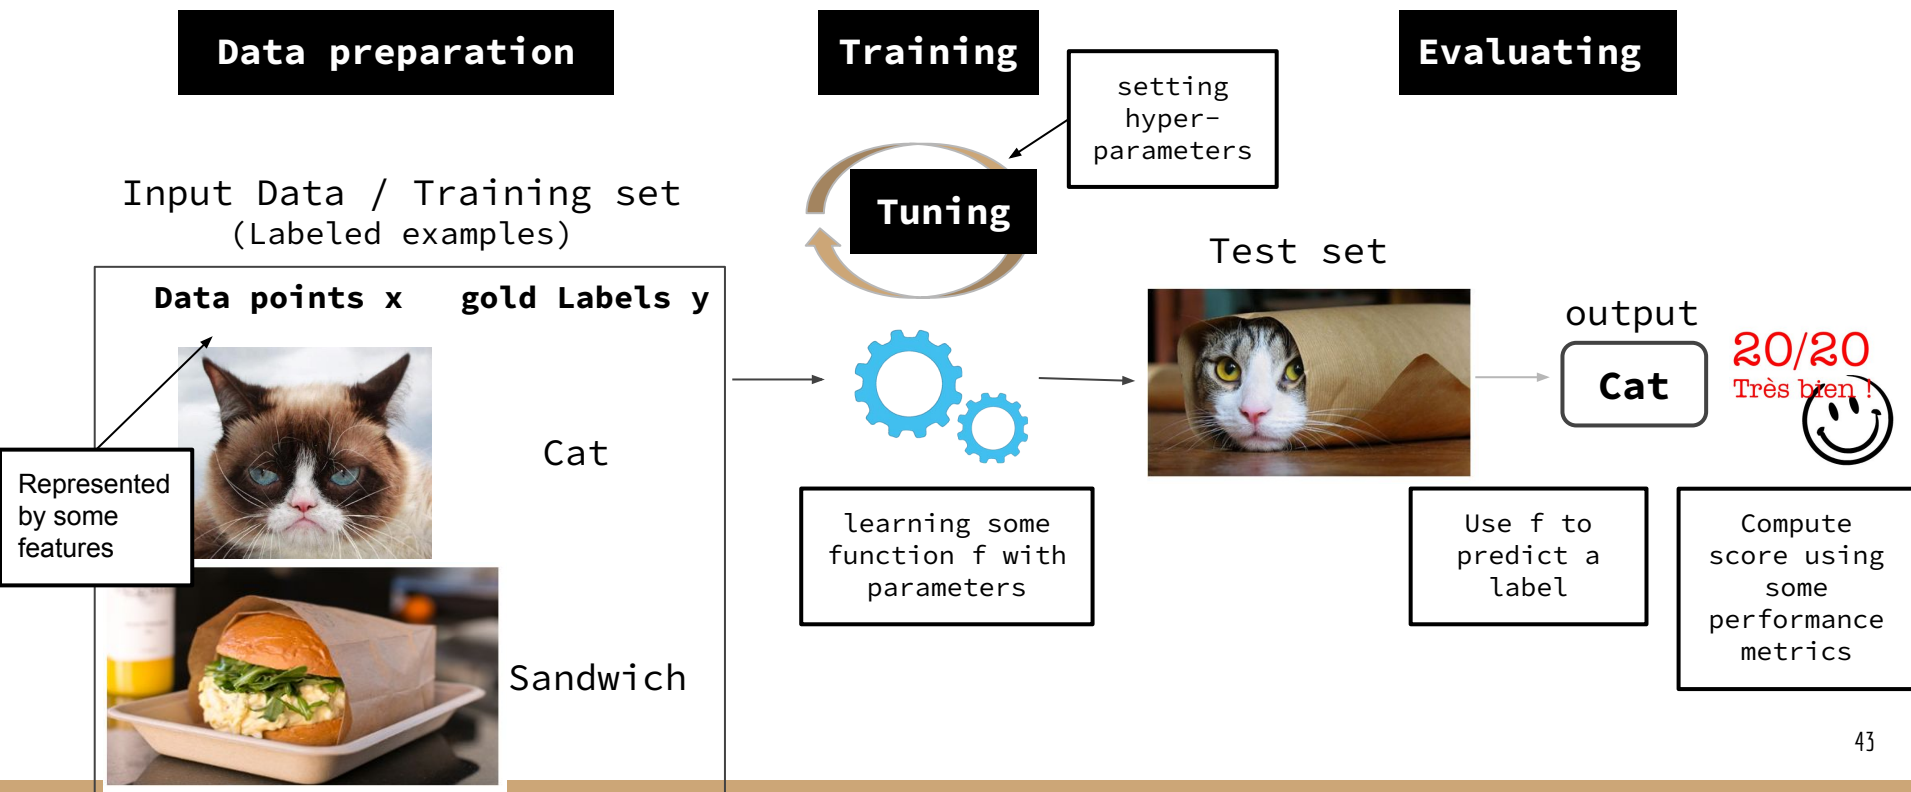 Data preparation
Training
Evaluating
setting
hyper-
parameters
Tuning
Input Data / Training set
(Labeled examples)
Data points x
gold Labels y
Cat
Represented
by some
features
Sandwich
learning some
function f with
parameters
Test set
output
Cat
20/20
Très bien !
Use f to
predict a
label
Compute
score using
some
performance
metrics
43